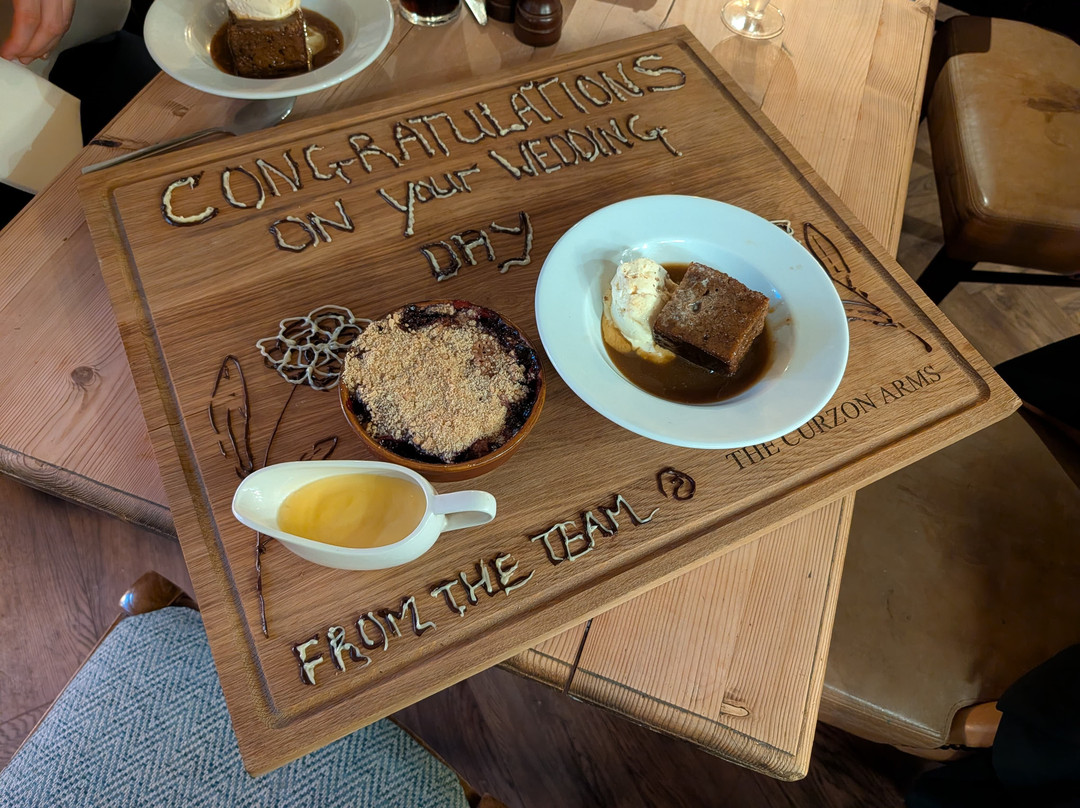 CONGRATULATIONS
ON your WEDDING
DAY
THE CURZON ARMS
FROM THE TEAM @